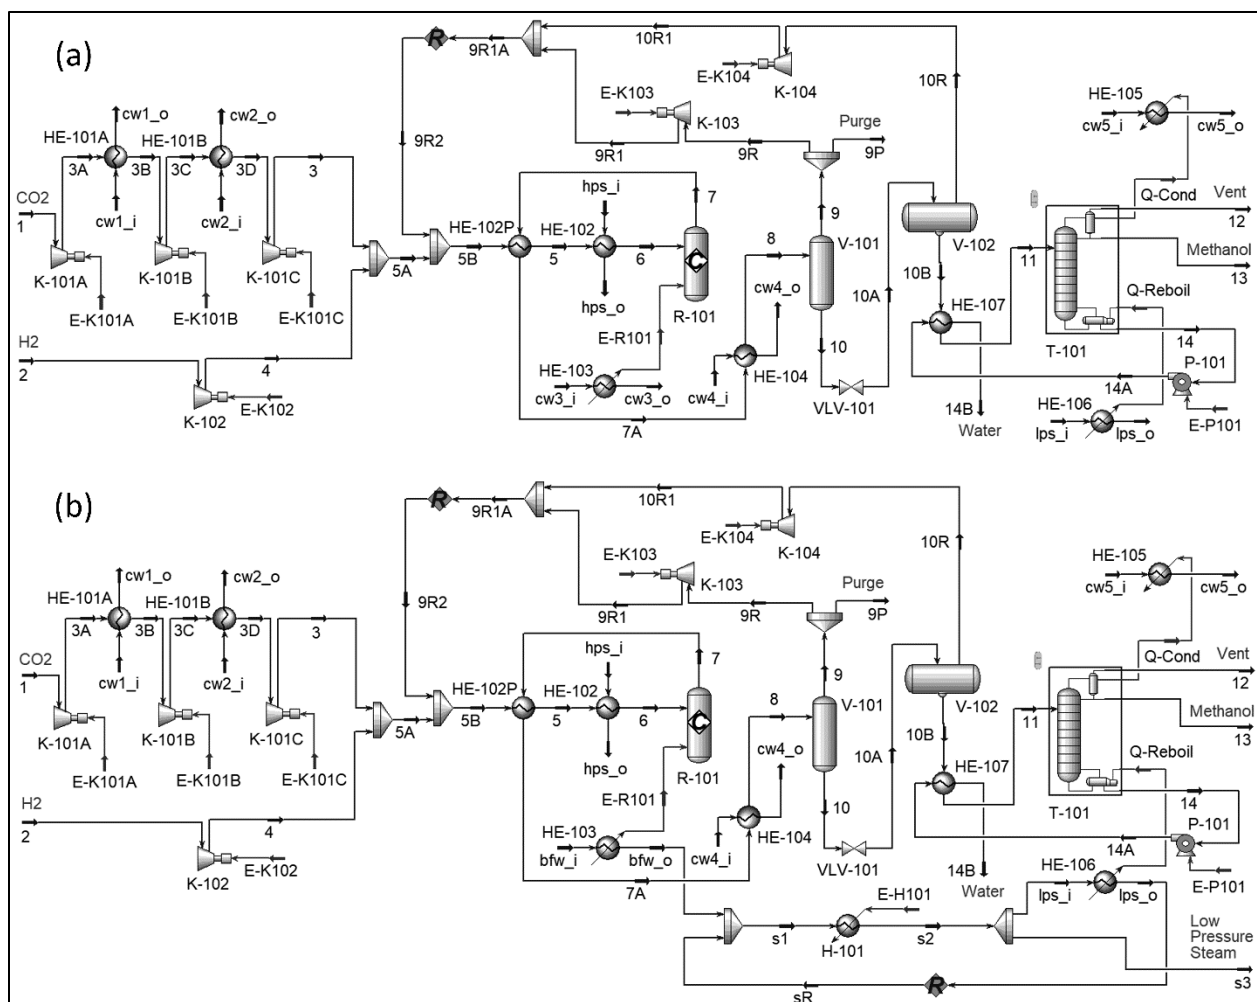 (a)
10R1
9R1A
R
E-K104
K-104
10R
E-K103
K-103
Purge
9P
9R1
9R
9R2
HE-105
cw5_i
cw5_o
cw1_o
cw2_o
HE-101A
HE-101B
3A
3B
3C
3D
3
cw1_i
cw2_i
CO2
1
K-101A
K-101B
K-101C
E-K101A
E-K101B
E-K101C
H2
2
4
K-102
E-K102
5A
5B
HE-102P
hps_i
HE-102
5
6
hps_o
7
C
R-101
E-R101
HE-103
cw3_i
cw3_o
7A
8
cw4_o
cw4_i
HE-104
9
V-101
10
VLV-101
10A
V-102
10B
HE-107
11
Q-Cond
Vent
12
Methanol
13
Q-Reboil
T-101
14
P-101
14A
E-P101
14B
Water
HE-106
lps_i
lps_o
(b)
10R1
9R1A
R
E-K104
K-104
10R
E-K103
K-103
Purge
9P
9R1
9R
9R2
HE-105
cw5_i
cw5_o
cw1_o
cw2_o
HE-101A
HE-101B
3A
3B
3C
3D
3
cw1_i
cw2_i
CO2
1
K-101A
K-101B
K-101C
E-K101A
E-K101B
E-K101C
H2
2
4
K-102
E-K102
5A
5B
HE-102P
hps_i
HE-102
5
6
hps_o
7
C
R-101
E-R101
HE-103
bfw_i
bfw_o
7A
8
cw4_o
cw4_i
HE-104
9
V-101
10
VLV-101
10A
V-102
10B
HE-107
11
Q-Cond
Vent
12
Methanol
13
Q-Reboil
T-101
14
P-101
14A
E-P101
14B
Water
HE-106
lps_i
lps_o
E-H101
s1
H-101
s2
Low
Pressure
Steam
s3
R
sR